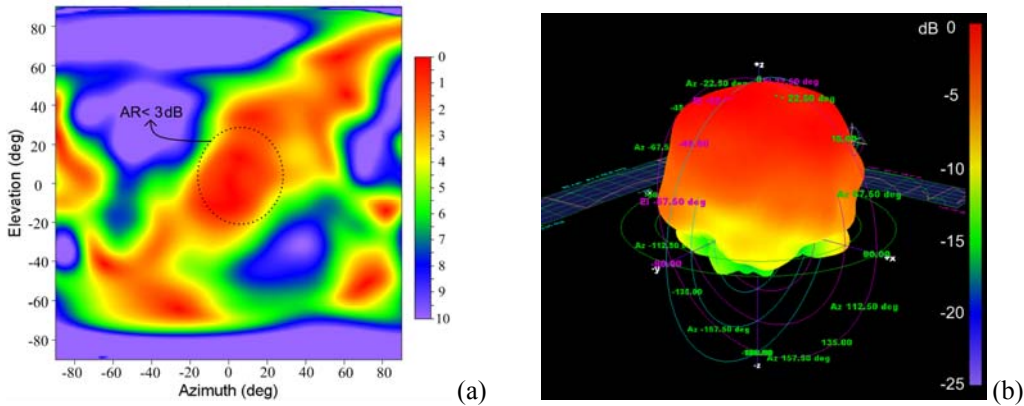 80
60
40
20
0
-20
-40
-60
-80
Elevation (deg)
-80 -40 -20 0 20 40 60 80
Azimuth (deg)
AR< 3dB
0
1
2
3
4
5
6
7
8
9
10
(a)
dB 0
-5
-10
-15
-20
-25
+z
Az -22.50 deg
22.50 deg
-45
Az -67.5
Az 67.50 deg
El -67.50 deg
Az -112.50
-y
+x
90.00
-135.00
Az 112.50 deg
Az -157.50 deg
135.00
Az 157.50 deg
-z
(b)